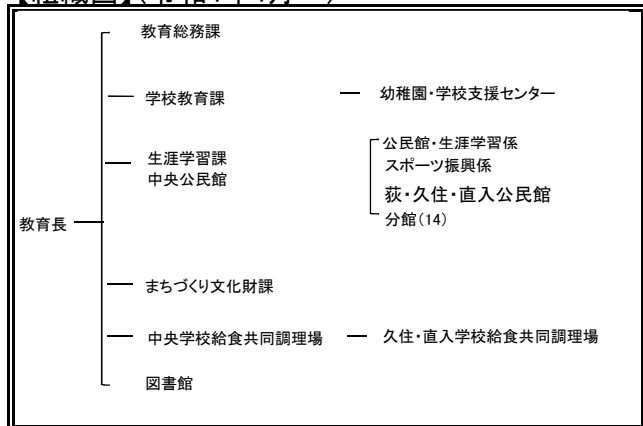 教育総務課
学校教育課
幼稚園・学校支援センター
生涯学習課
中央公民館
公民館・生涯学習係
スポーツ振興係
荻・久住・直入公民館
分館（14）
教育長
まちづくり文化財課
中央学校給食共同調理場
久住・直入学校給食共同調理場
図書館